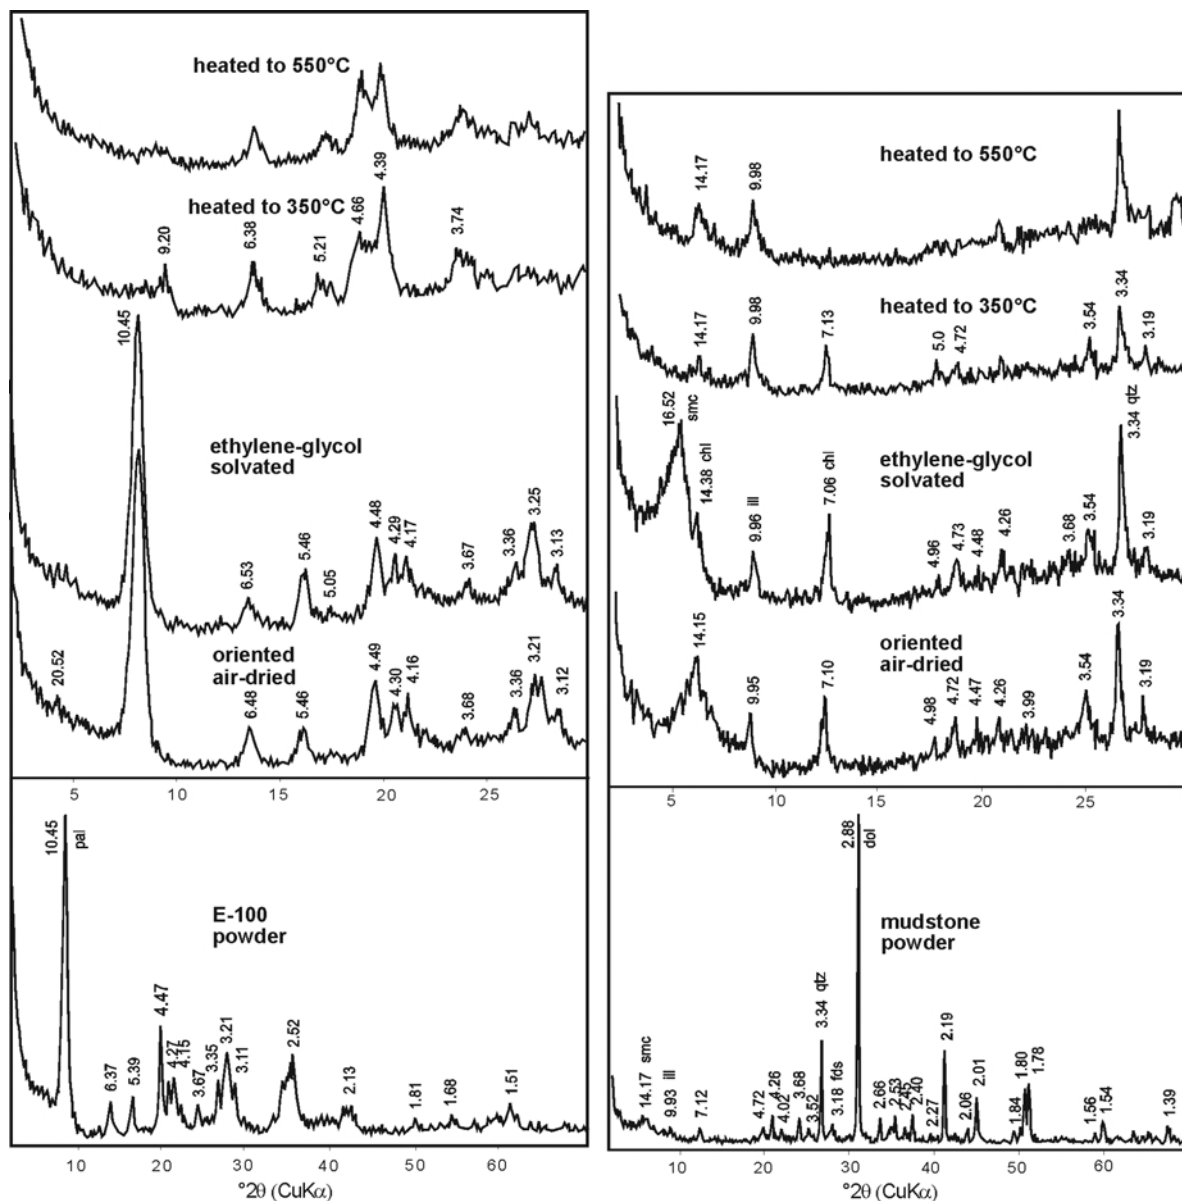 heated to 550°C
heated to 350°C
9.20
6.38
5.21
4.66
4.39
3.74
10.45
ethylene-glycol
solvated
6.53
5.46
5.05
4.48
4.29
4.17
3.67
3.36
3.25
3.13
oriented
air-dried
20.52
6.48
5.46
4.49
4.30
4.16
3.68
3.36
3.21
3.12
5 10 15 20 25
10.45
pal
E-100
powder
6.37
5.39
4.47
4.27
4.15
3.67
3.35
3.21
3.11
2.52
2.13
1.81
1.68
1.51
10 20 30 40 50 60
°2θ (CuKα)
heated to 550°C
14.17
9.98
heated to 350°C
14.17
9.98
7.13
5.0
4.72
3.54
3.34
3.19
ethylene-glycol
solvated
16.52
smc
14.38 chl
9.96 ill
7.06 chl
4.96
4.73
4.48
4.26
3.68
3.54
3.34 qtz
3.19
oriented
air-dried
14.15
9.95
7.10
4.98
4.72
4.47
4.26
3.99
3.54
3.34
3.19
5 10 15 20 25
mudstone
powder
14.17 smc
9.93 ill
7.12
4.72
4.26
4.02
3.68
3.52
3.34 qtz
3.18 fds
2.88
dol
2.66
2.53
2.45
2.40
2.27
2.19
2.06
2.01
1.84
1.80
1.78
1.56
1.54
1.39
10 20 30 40 50 60
°2θ (CuKα)